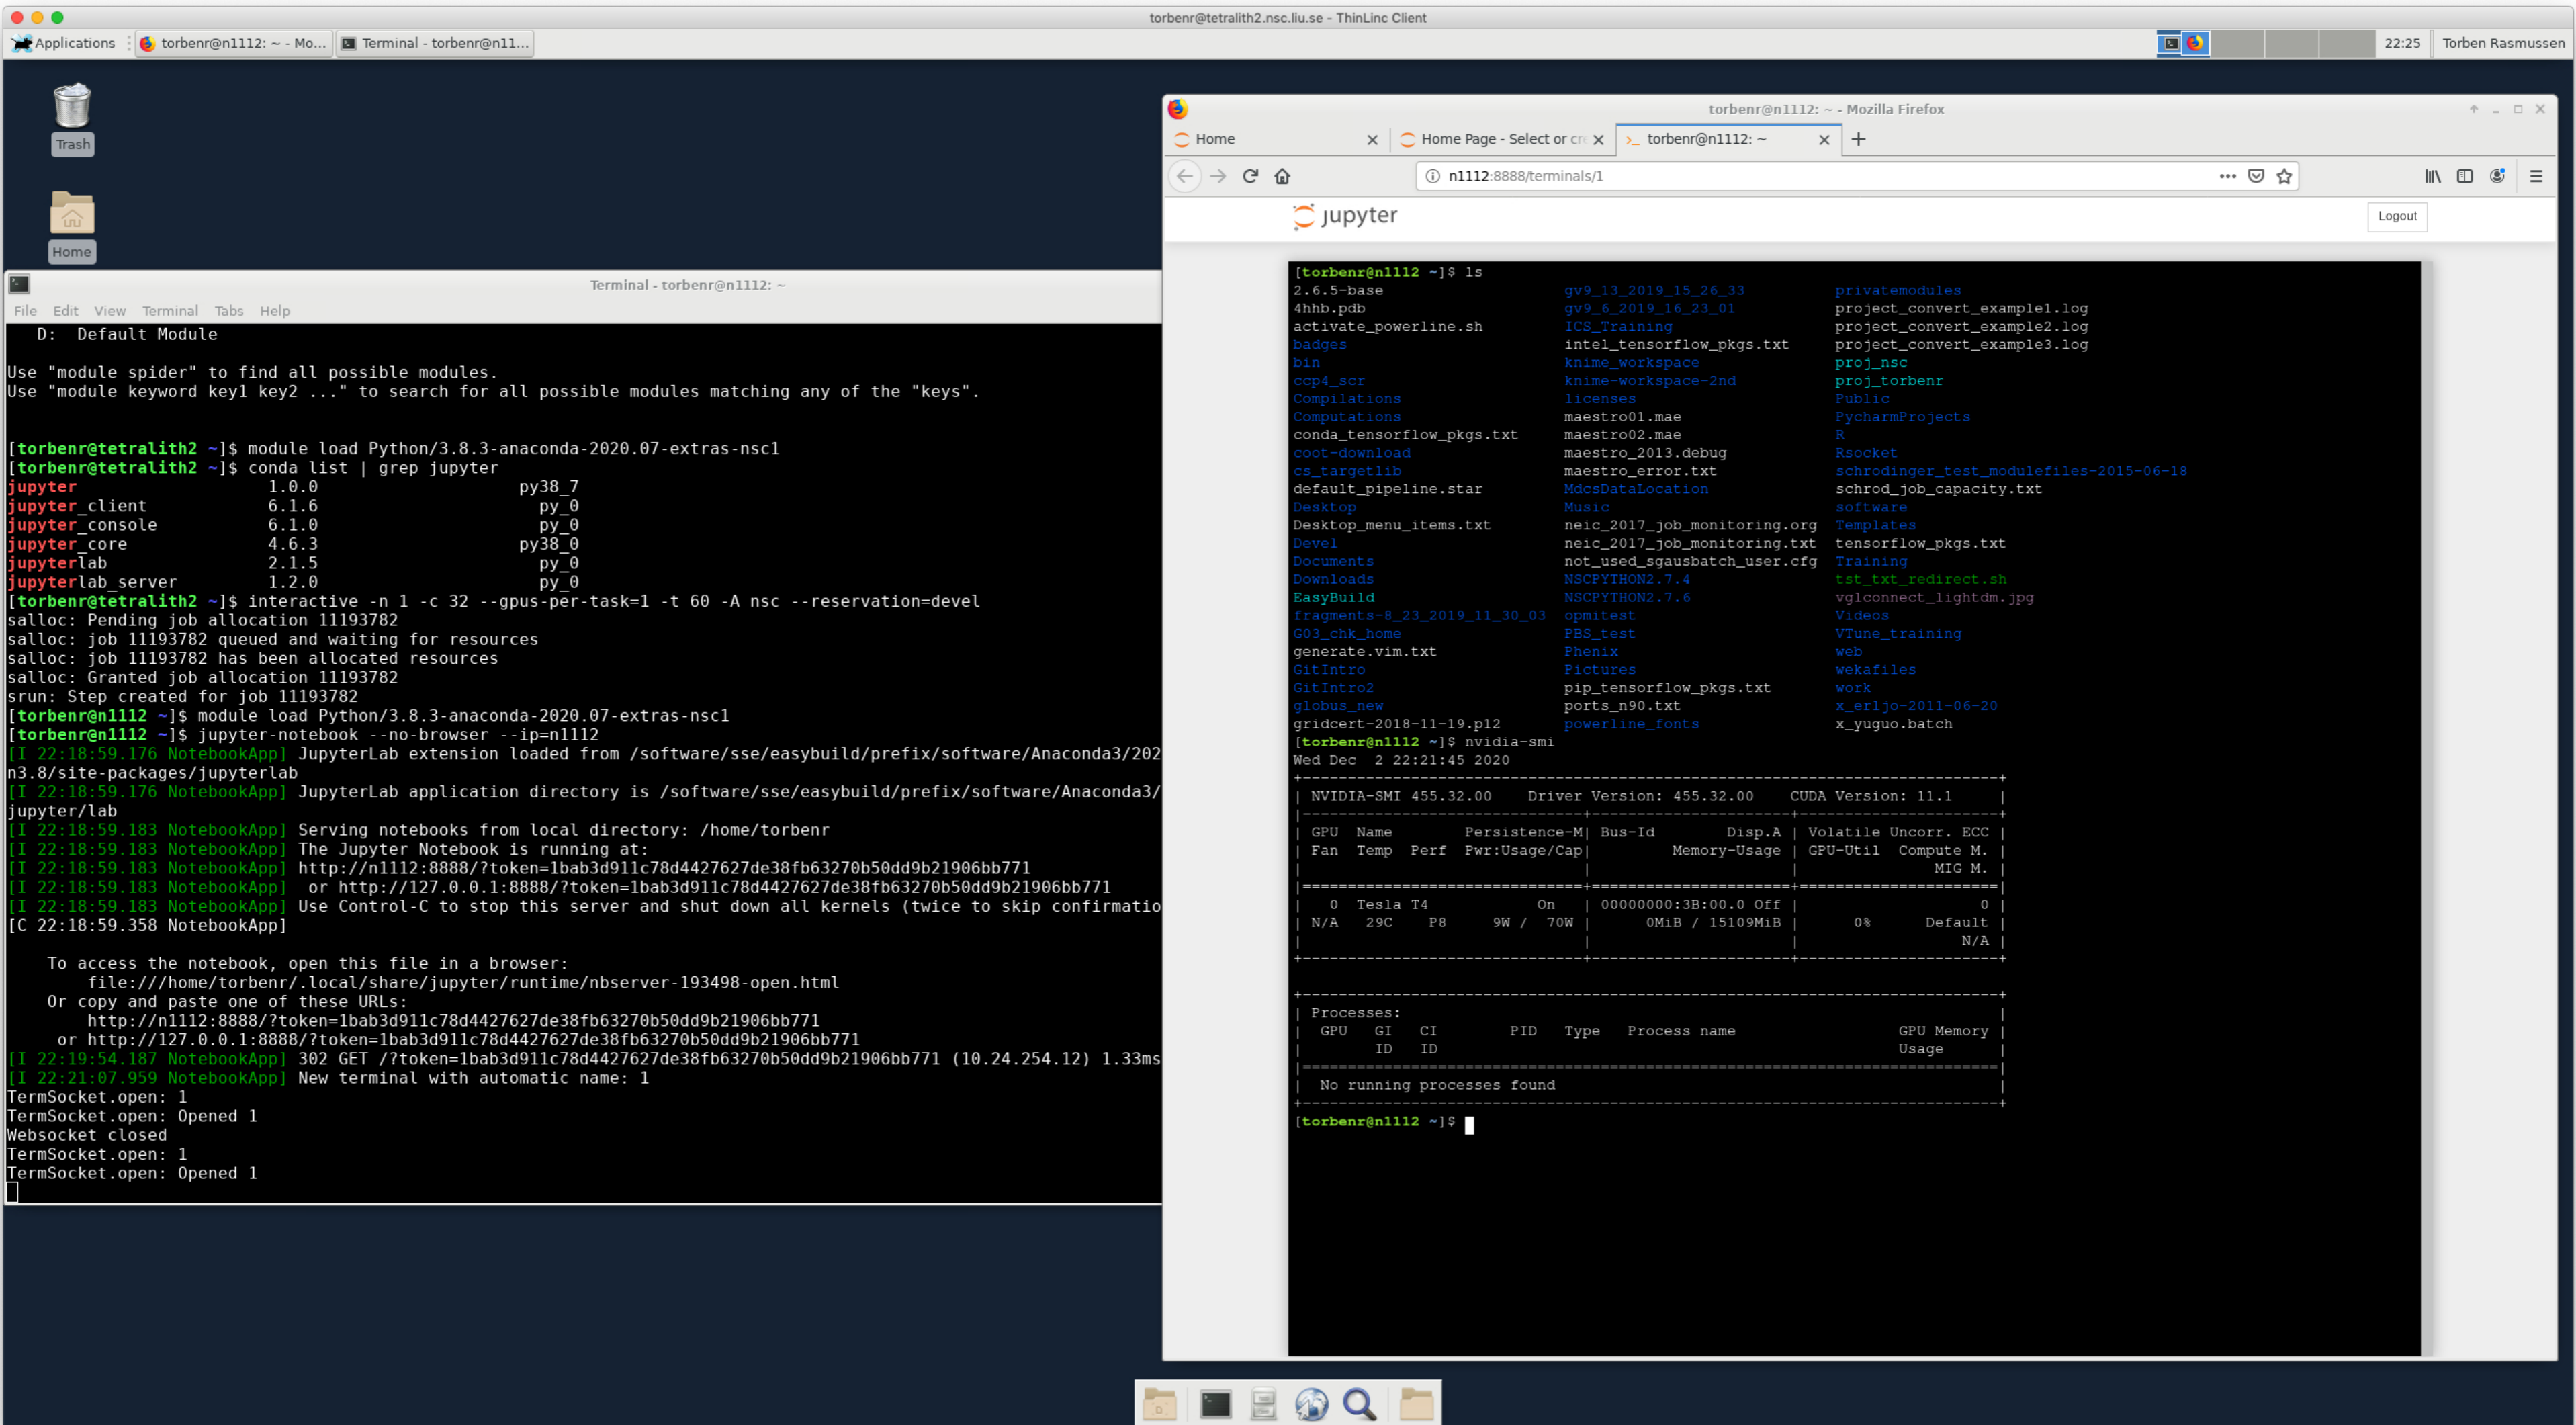 torbenr@tetralith2.nsc.liu.se - ThinLinc Client
Applications
torbenr@n1112: ~ - Mo...
Terminal - torbenr@n11...
22:25
Torben Rasmussen
Trash
Home
Terminal - torbenr@n1112: ~
File Edit View Terminal Tabs Help
D: Default Module
Use "module spider" to find all possible modules.
Use "module keyword key1 key2 ..." to search for all possible modules matching any of the "keys".
[torbenr@tetralith2 ~]$ module load Python/3.8.3-anaconda-2020.07-extras-nsc1
[torbenr@tetralith2 ~]$ conda list | grep jupyter
jupyter 1.0.0 py38_7
jupyter_client 6.1.6 py_0
jupyter_console 6.1.0 py_0
jupyter_core 4.6.3 py38_0
jupyterlab 2.1.5 py_0
jupyterlab_server 1.2.0 py_0
[torbenr@tetralith2 ~]$ interactive -n 1 -c 32 --gpus-per-task=1 -t 60 -A nsc --reservation=devel
salloc: Pending job allocation 11193782
salloc: job 11193782 queued and waiting for resources
salloc: job 11193782 has been allocated resources
salloc: Granted job allocation 11193782
srun: Step created for job 11193782
[torbenr@n1112 ~]$ module load Python/3.8.3-anaconda-2020.07-extras-nsc1
[torbenr@n1112 ~]$ jupyter-notebook --no-browser --ip=n1112
[I 22:18:59.176 NotebookApp] JupyterLab extension loaded from /software/sse/easybuild/prefix/software/Anaconda3/202
n3.8/site-packages/jupyterlab
[I 22:18:59.176 NotebookApp] JupyterLab application directory is /software/sse/easybuild/prefix/software/Anaconda3/
jupyter/lab
[I 22:18:59.183 NotebookApp] Serving notebooks from local directory: /home/torbenr
[I 22:18:59.183 NotebookApp] The Jupyter Notebook is running at:
[I 22:18:59.183 NotebookApp] http://n1112:8888/?token=1bab3d911c78d4427627de38fb63270b50dd9b21906bb771
[I 22:18:59.183 NotebookApp]  or http://127.0.0.1:8888/?token=1bab3d911c78d4427627de38fb63270b50dd9b21906bb771
[I 22:18:59.183 NotebookApp] Use Control-C to stop this server and shut down all kernels (twice to skip confirmatio
[C 22:18:59.358 NotebookApp]
To access the notebook, open this file in a browser:
file:///home/torbenr/.local/share/jupyter/runtime/nbserver-193498-open.html
Or copy and paste one of these URLs:
http://n1112:8888/?token=1bab3d911c78d4427627de38fb63270b50dd9b21906bb771
or http://127.0.0.1:8888/?token=1bab3d911c78d4427627de38fb63270b50dd9b21906bb771
[I 22:19:54.187 NotebookApp] 302 GET /?token=1bab3d911c78d4427627de38fb63270b50dd9b21906bb771 (10.24.254.12) 1.33ms
[I 22:21:07.959 NotebookApp] New terminal with automatic name: 1
TermSocket.open: 1
TermSocket.open: Opened 1
Websocket closed
TermSocket.open: 1
TermSocket.open: Opened 1
torbenr@n1112: ~ - Mozilla Firefox
Home
Home Page - Select or cr
torbenr@n1112: ~
n1112:8888/terminals/1
jupyter
Logout
[torbenr@n1112 ~]$ ls
2.6.5-base gv9_13_2019_15_26_33 privatemodules
4hhb.pdb gv9_6_2019_16_23_01 project_convert_example1.log
activate_powerline.sh ICS_Training project_convert_example2.log
badges intel_tensorflow_pkgs.txt project_convert_example3.log
bin knime_workspace proj_nsc
ccp4_scr knime-workspace-2nd proj_torbenr
Compilations licenses Public
Computations maestro01.mae PycharmProjects
conda_tensorflow_pkgs.txt maestro02.mae R
coot-download maestro_2013.debug Rsocket
cs_targetlib maestro_error.txt schrodinger_test_modulefiles-2015-06-18
default_pipeline.star MdcsDataLocation schrod_job_capacity.txt
Desktop Music software
Desktop_menu_items.txt neic_2017_job_monitoring.org Templates
Devel neic_2017_job_monitoring.txt tensorflow_pkgs.txt
Documents not_used_sgausbatch_user.cfg Training
Downloads NSCPYTHON2.7.4 tst_txt_redirect.sh
EasyBuild NSCPYTHON2.7.6 vglconnect_lightdm.jpg
fragments-8_23_2019_11_30_03 opmitest Videos
G03_chk_home PBS_test VTune_training
generate.vim.txt Phenix web
GitIntro Pictures wekafiles
GitIntro2 pip_tensorflow_pkgs.txt work
globus_new ports_n90.txt x_erljo-2011-06-20
gridcert-2018-11-19.p12 powerline_fonts x_yuguo.batch
[torbenr@n1112 ~]$ nvidia-smi
Wed Dec  2 22:21:45 2020
| NVIDIA-SMI 455.32.00 Driver Version: 455.32.00 CUDA Version: 11.1 |
| GPU Name Persistence-M| Bus-Id Disp.A | Volatile Uncorr. ECC |
| Fan Temp Perf Pwr:Usage/Cap| Memory-Usage | GPU-Util Compute M. |
| | | MIG M. |
| 0 Tesla T4 On | 00000000:3B:00.0 Off | 0 |
| N/A 29C P8 9W / 70W | 0MiB / 15109MiB | 0% Default |
| | | N/A |
| Processes: |
| GPU GI CI PID Type Process name GPU Memory |
| ID ID Usage |
| No running processes found |
[torbenr@n1112 ~]$